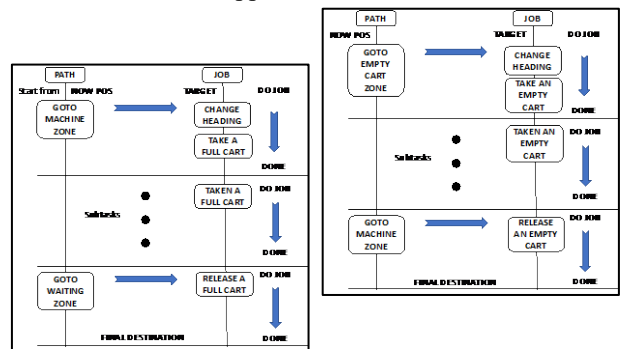 PATH
JOB
Start from
NOW POS
TARGET
DO JOB
GOTO
MACHINE
ZONE
CHANGE
HEADING
TAKE A
FULL CART
DONE
TAKEN A
FULL CART
DO JOB
Subtasks
DONE
GOTO
WAITING
ZONE
RELEASE A
FULL CART
DO JOB
FINAL DESTINATION
DONE
PATH
JOB
NOW POS
TARGET
DO JOB
GOTO
EMPTY
CART
ZONE
CHANGE
HEADING
TAKE AN
EMPTY
CART
DONE
TAKEN AN
EMPTY
CART
DO JOB
Subtasks
DONE
GOTO
MACHINE
ZONE
RELEASE
AN EMPTY
CART
DO JOB
FINAL DESTINATION
DONE